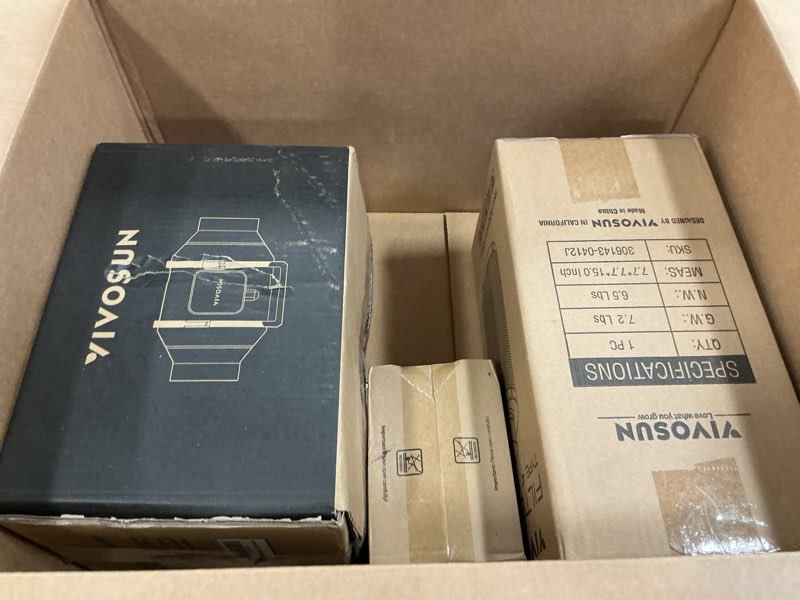 VIVOSUN
VIVOSUN
VIVOSUN
Love what you grow
SPECIFICATIONS
QTY: 1 PC
G.W.: 7.2 Lbs
N.W.: 6.5 Lbs
MEAS: 7.7*7.7*15.0 Inch
SKU: 306143-0412J
DESIGNED BY VIVOSUN IN CALIFORNIA
Made in China